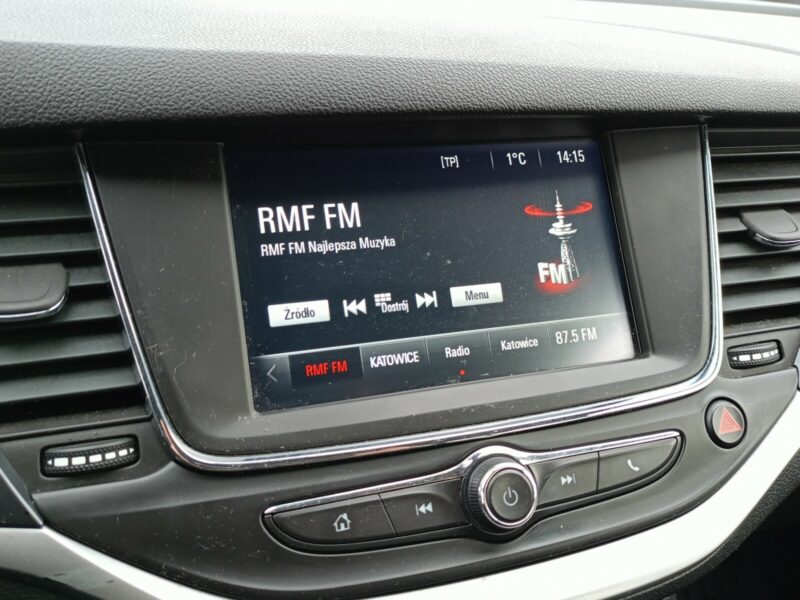 [TP] 1°C 14:15
RMF FM
RMF FM Najlepsza Muzyka
FM
Źródło Dostrój Menu
RMF FM KATOWICE Radio Katowice 87.5 FM